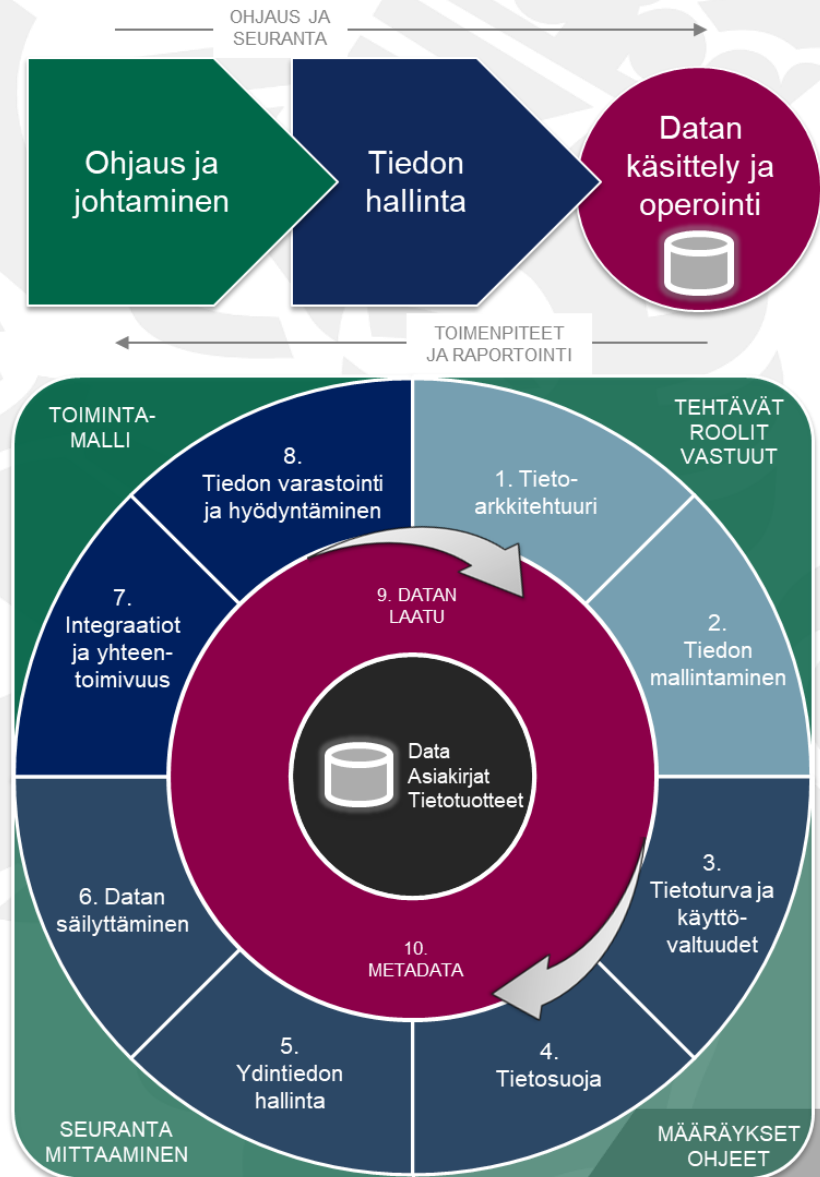 OHJAUS JA
SEURANTA
Ohjaus ja
johtaminen
Tiedon
hallinta
Datan
käsittely ja
operointi
TOIMENPITEET
JA RAPORTOINTI
TOIMINTA-
MALLI
TEHTÄVÄT
ROOLIT
VASTUUT
8.
Tiedon varastointi
ja hyödyntäminen
1. Tieto-
arkkitehtuuri
7.
Integraatiot
ja yhteen-
toimivuus
9. DATAN
LAATU
2.
Tiedon
mallintaminen
Data
Asiakirjat
Tietotuotteet
6. Datan
säilyttäminen
10.
METADATA
3.
Tietoturva ja
käyttö-
valtuudet
5.
Ydintiedon
hallinta
4.
Tietosuoja
SEURANTA
MITTAAMINEN
MÄÄRÄYKSET
OHJEET